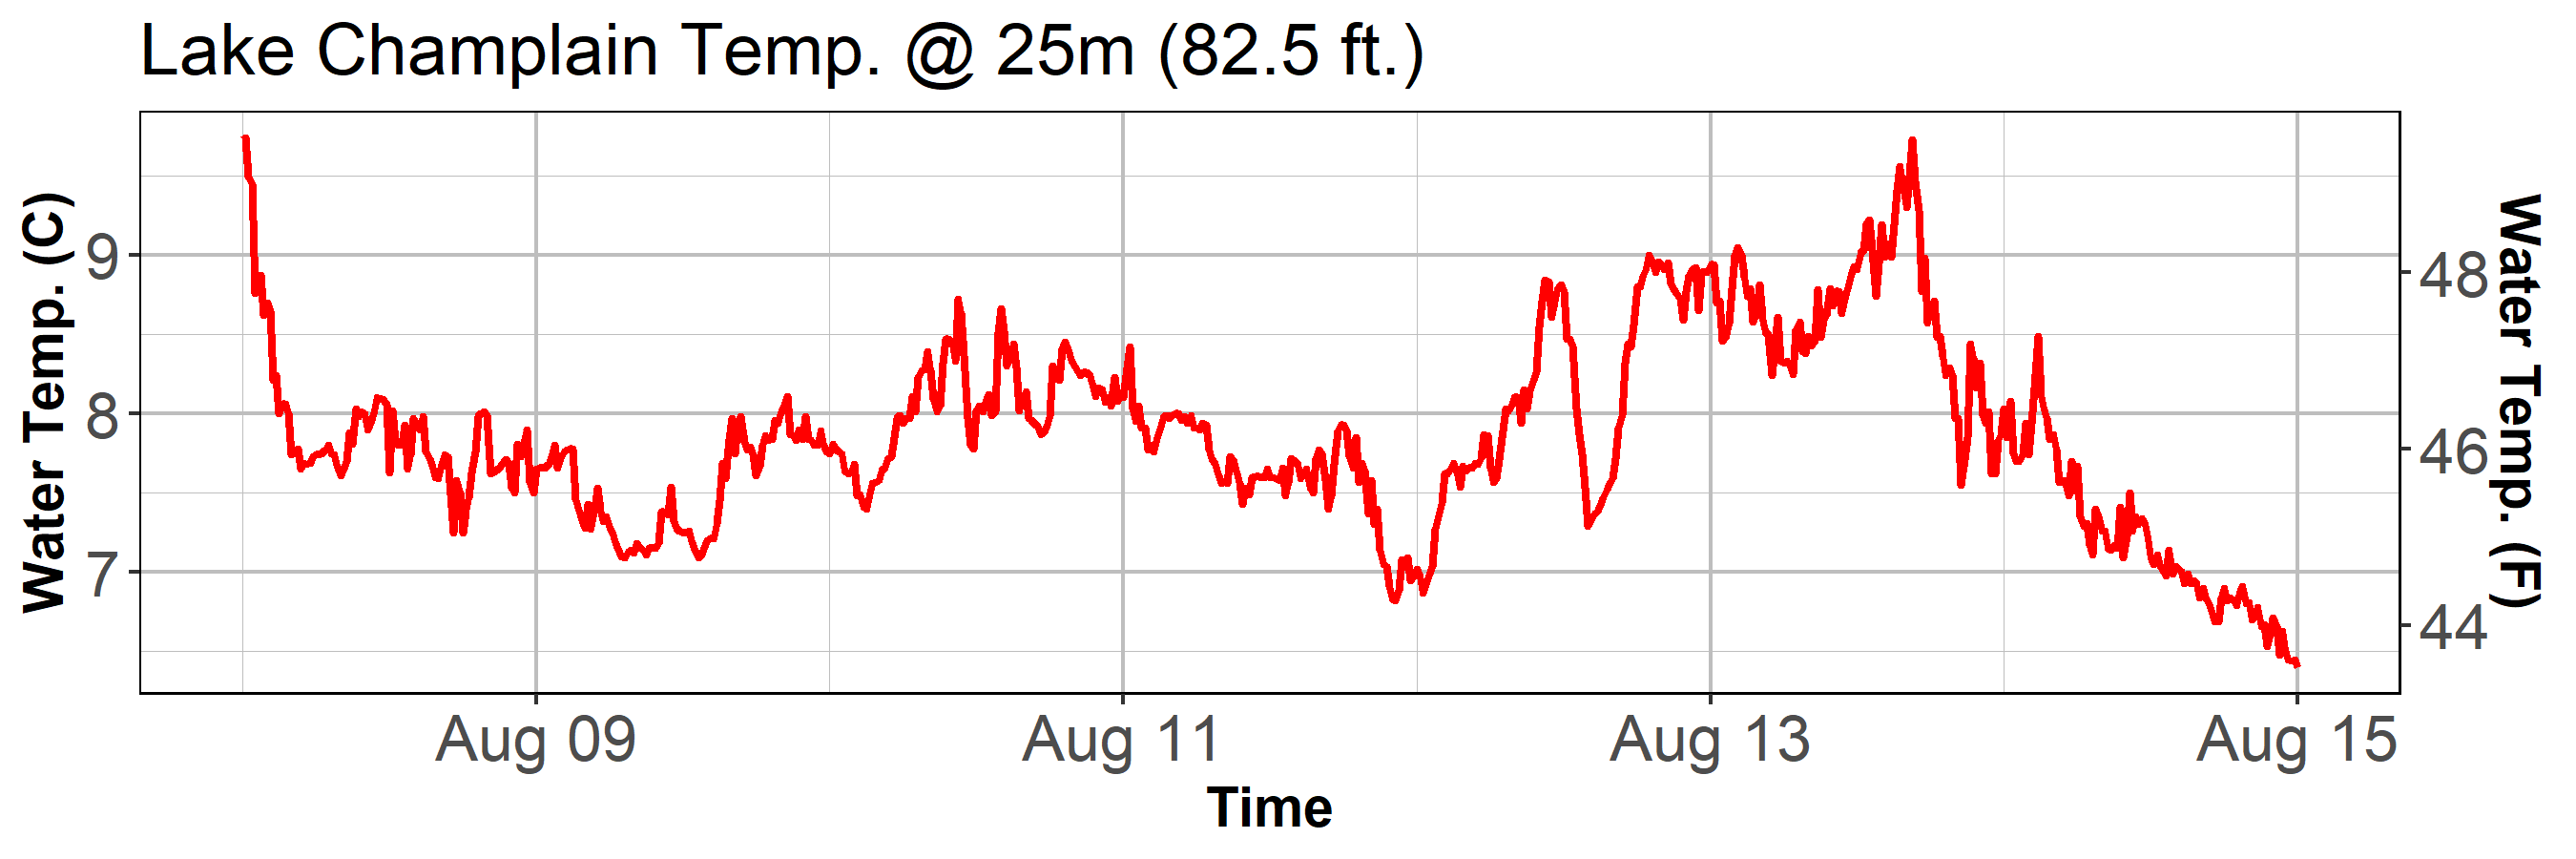 Lake Champlain Temp. @ 25m (82.5 ft.)
Water Temp. (C)
9
8
7
48
46
44
Water Temp. (F)
Aug 09
Aug 11
Aug 13
Aug 15
Time